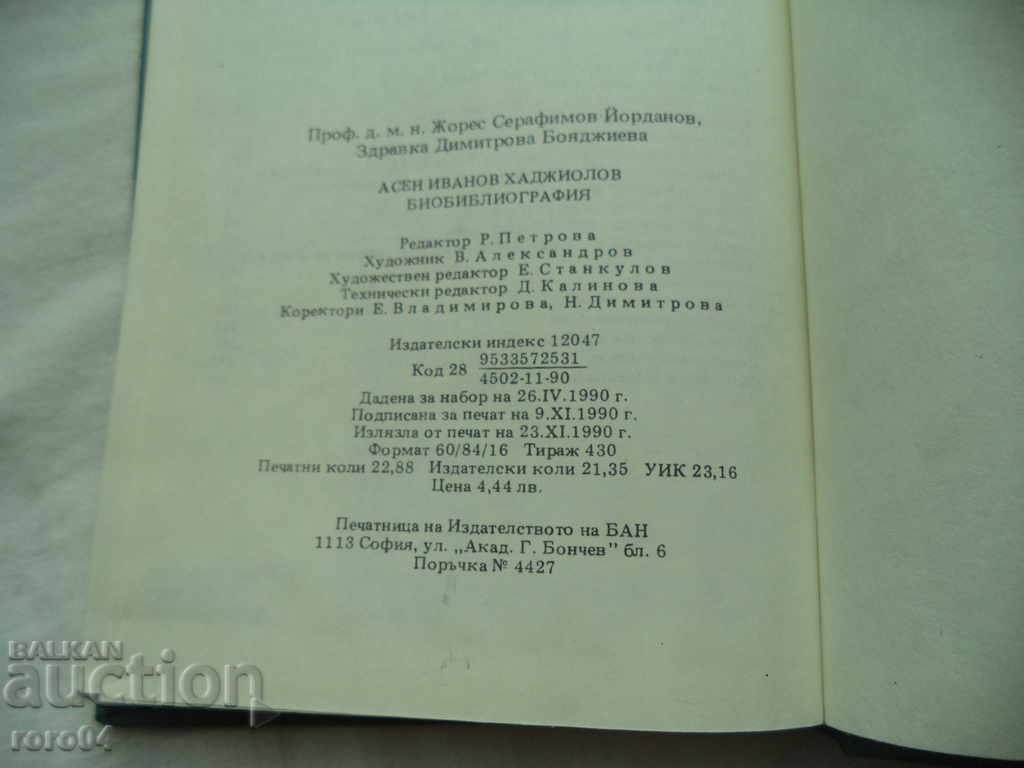 Проф. д. м. н. Жорес Серафимов Йорданов,
Здравка Димитрова Бояджиева
АСЕН ИВАНОВ ХАДЖИОЛОВ
БИОБИБЛИОГРАФИЯ
Редактор Р. Петрова
Художник В. Александров
Художествен редактор Е. Станкулов
Технически редактор Д. Калинова
Коректори Е. Владимирова, Н. Димитрова
Издателски индекс 12047
Код 28 9533572531
4502-11-90
Дадена за набор на 26.IV.1990 г.
Подписана за печат на 9.XI.1990 г.
Излязла от печат на 23.XI.1990 г.
Формат 60/84/16 Тираж 430
Печатни коли 22,88 Издателски коли 21,35 УИК 23,16
Цена 4,44 лв.
Печатница на Издателството на БАН
1113 София, ул. „Акад. Г. Бончев" бл. 6
Поръчка № 4427
BALKAN
auction
roro04